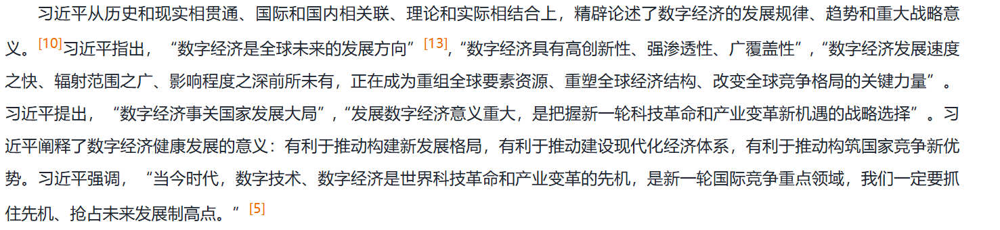 习近平从历史和现实相贯通、国际和国内相关联、理论和实际相结合上，精辟论述了数字经济的发展规律、趋势和重大战略意
义。[10]习近平指出，“数字经济是全球未来的发展方向”[13],“数字经济具有高创新性、强渗透性、广覆盖性”,“数字经济发展速度
之快、辐射范围之广、影响程度之深前所未有，正在成为重组全球要素资源、重塑全球经济结构、改变全球竞争格局的关键力量”。
习近平提出，“数字经济事关国家发展大局”,“发展数字经济意义重大，是把握新一轮科技革命和产业变革新机遇的战略选择”。习
近平阐释了数字经济健康发展的意义：有利于推动构建新发展格局，有利于推动建设现代化经济体系，有利于推动构筑国家竞争新优
势。习近平强调，“当今时代，数字技术、数字经济是世界科技革命和产业变革的先机，是新一轮国际竞争重点领域，我们一定要抓
住先机、抢占未来发展制高点。”[5]